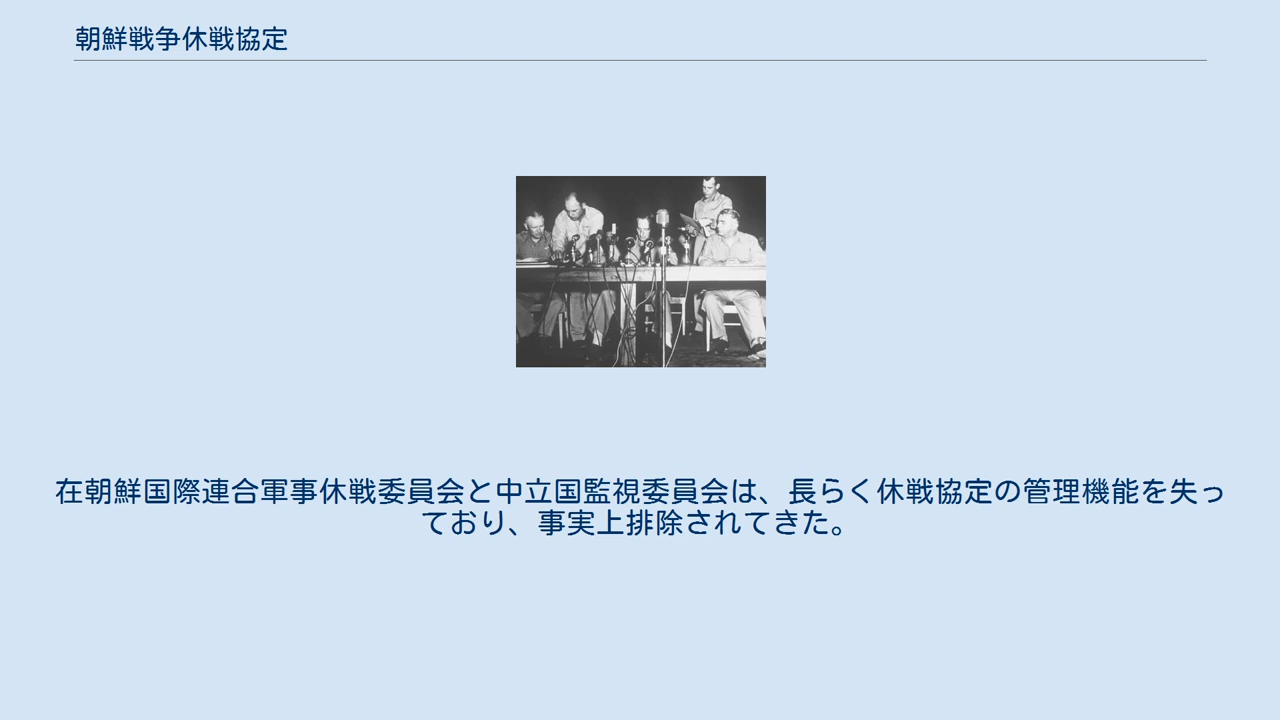 朝鮮戦争休戦協定
在朝鮮国際連合軍事休戦委員会と中立国監視委員会は、長らく休戦協定の管理機能を失っ
ており、事実上排除されてきた。